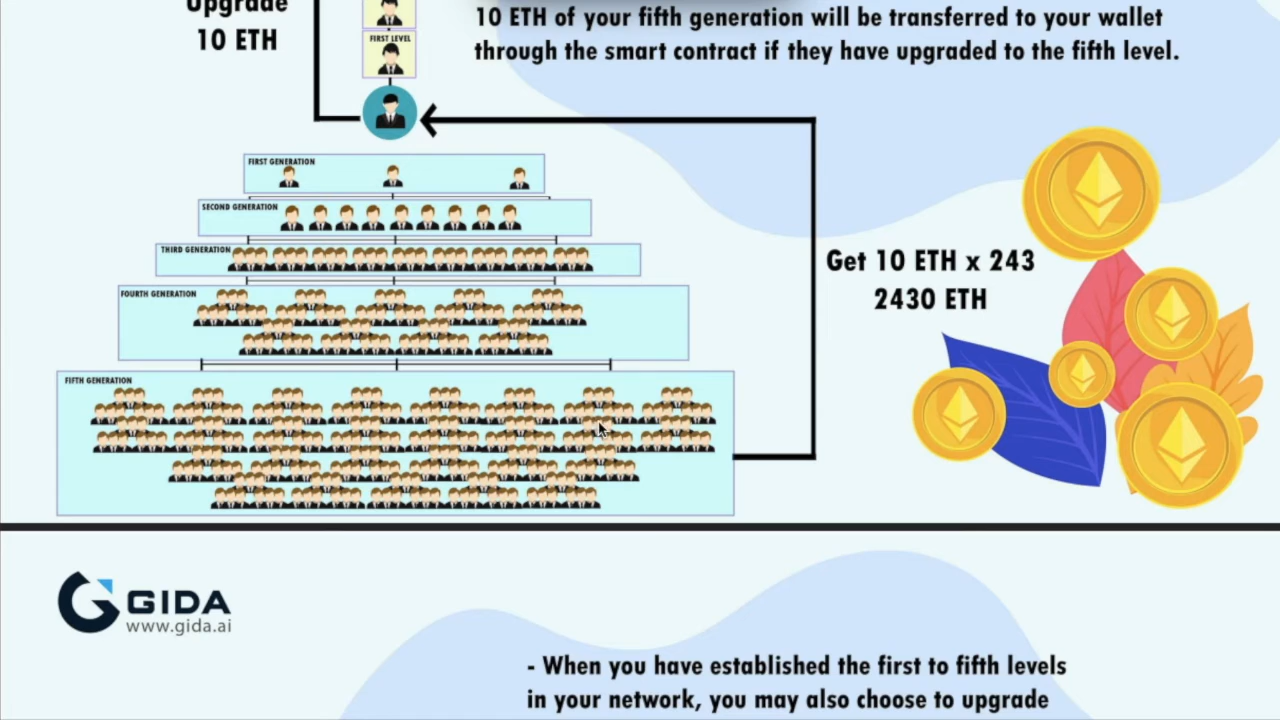 Upgrade
10 ETH
FIRST LEVEL
10 ETH of your fifth generation will be transferred to your wallet
through the smart contract if they have upgraded to the fifth level.
FIRST GENERATION
SECOND GENERATION
THIRD GENERATION
FOURTH GENERATION
FIFTH GENERATION
Get 10 ETH x 243
2430 ETH
GIDA
www.gida.ai
- When you have established the first to fifth levels
in your network, you may also choose to upgrade